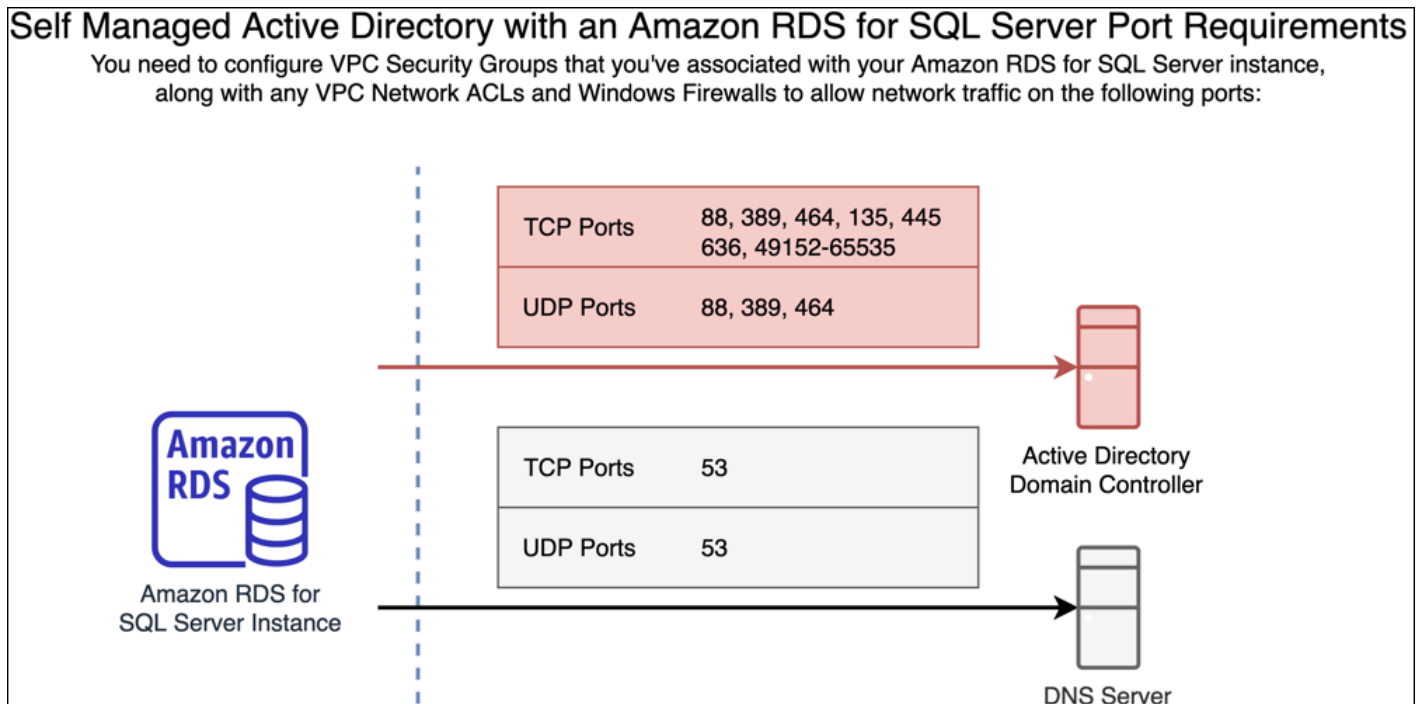 Self Managed Active Directory with an Amazon RDS for SQL Server Port Requirements
You need to configure VPC Security Groups that you've associated with your Amazon RDS for SQL Server instance,
along with any VPC Network ACLs and Windows Firewalls to allow network traffic on the following ports:
TCP Ports 88, 389, 464, 135, 445
636, 49152-65535
UDP Ports 88, 389, 464
Active Directory
Domain Controller
Amazon
RDS
Amazon RDS for
SQL Server Instance
TCP Ports 53
UDP Ports 53
DNS Server